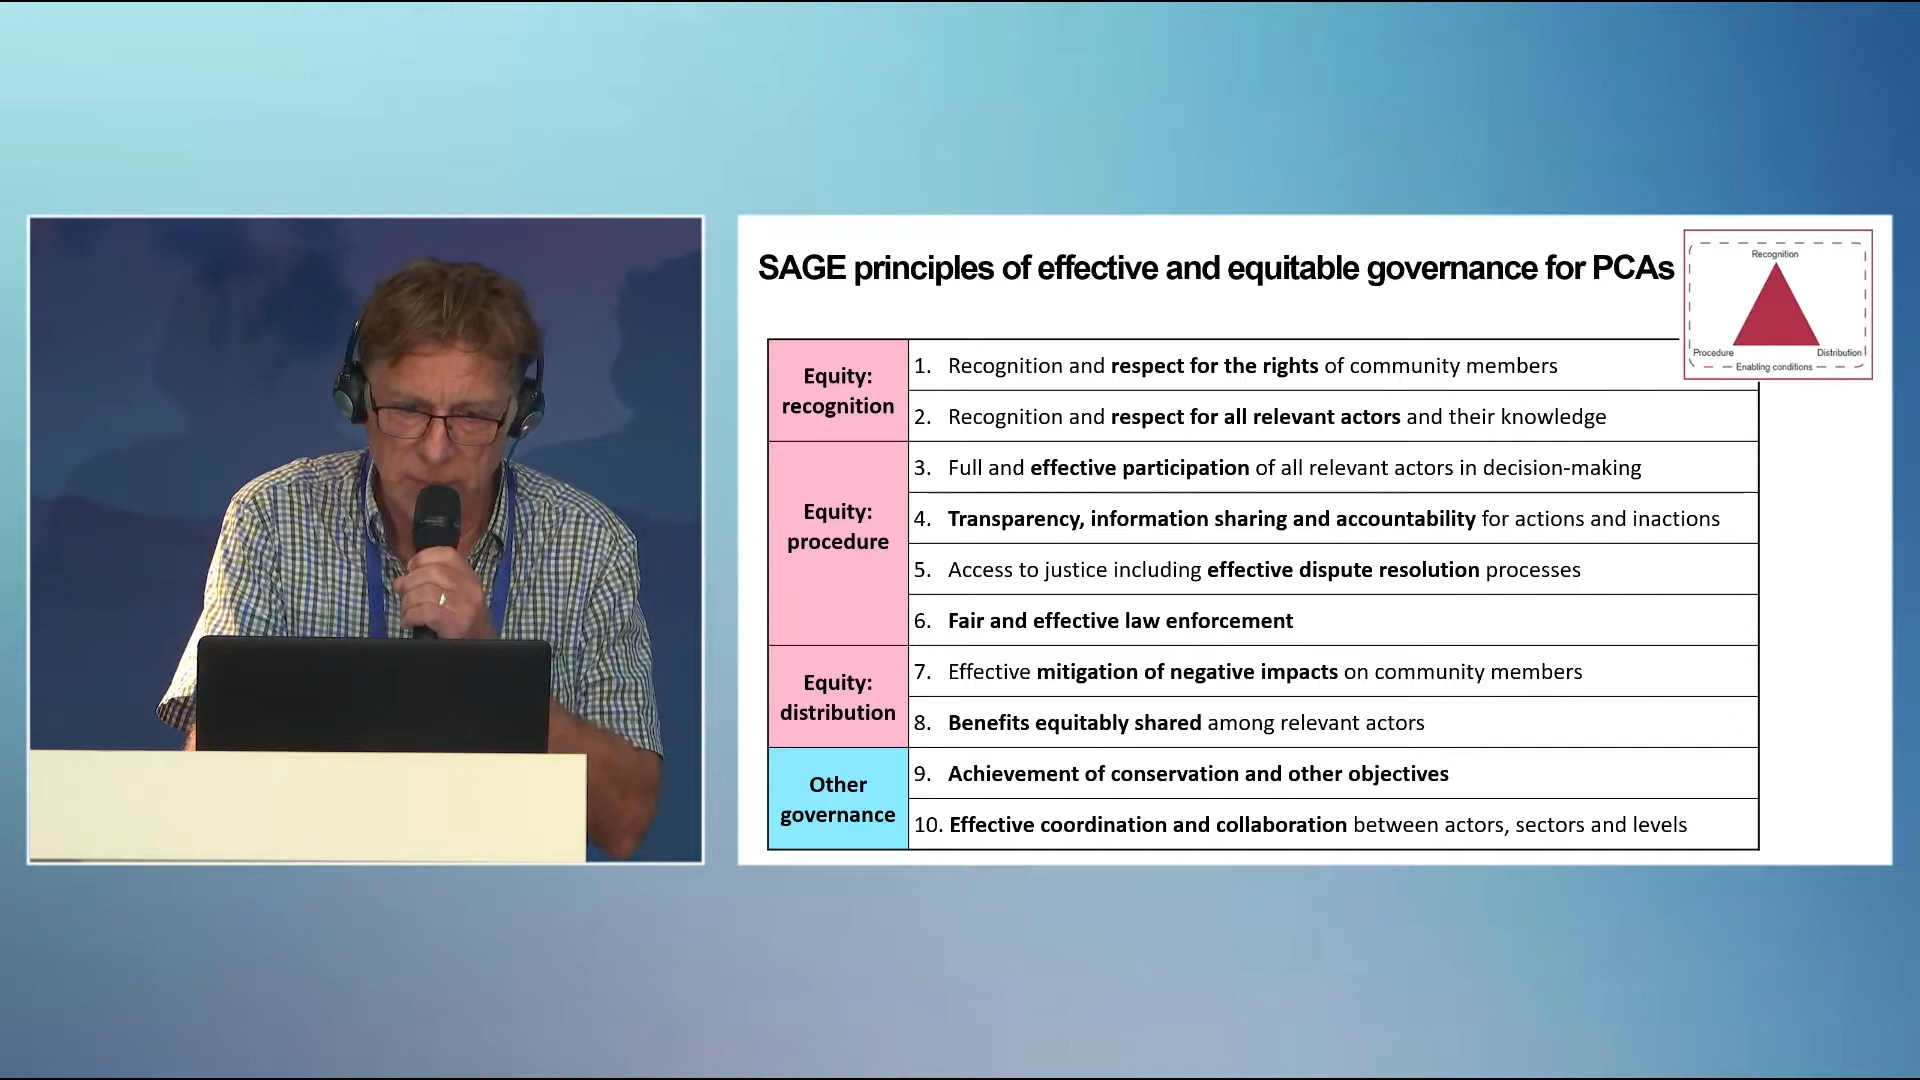 SAGE principles of effective and equitable governance for PCAs
Recognition
Procedure
Distribution
Enabling conditions
Equity:
recognition
1. Recognition and respect for the rights of community members
2. Recognition and respect for all relevant actors and their knowledge
Equity:
procedure
3. Full and effective participation of all relevant actors in decision-making
4. Transparency, information sharing and accountability for actions and inactions
5. Access to justice including effective dispute resolution processes
6. Fair and effective law enforcement
Equity:
distribution
7. Effective mitigation of negative impacts on community members
8. Benefits equitably shared among relevant actors
Other
governance
9. Achievement of conservation and other objectives
10. Effective coordination and collaboration between actors, sectors and levels